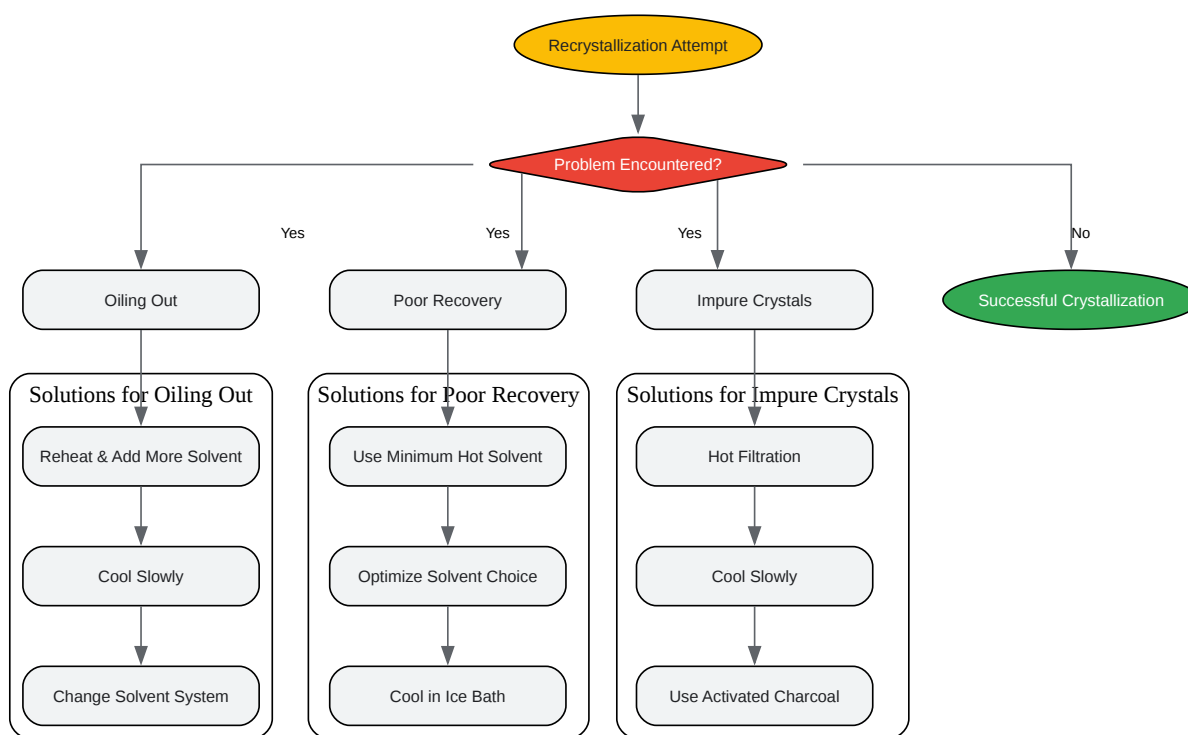 Recrystallization Attempt
Problem Encountered?
Yes
Yes
Yes
No
Oiling Out
Poor Recovery
Impure Crystals
Successful Crystallization
Solutions for Oiling Out
Solutions for Poor Recovery
Solutions for Impure Crystals
Reheat & Add More Solvent
Use Minimum Hot Solvent
Hot Filtration
Cool Slowly
Optimize Solvent Choice
Cool Slowly
Change Solvent System
Cool in Ice Bath
Use Activated Charcoal